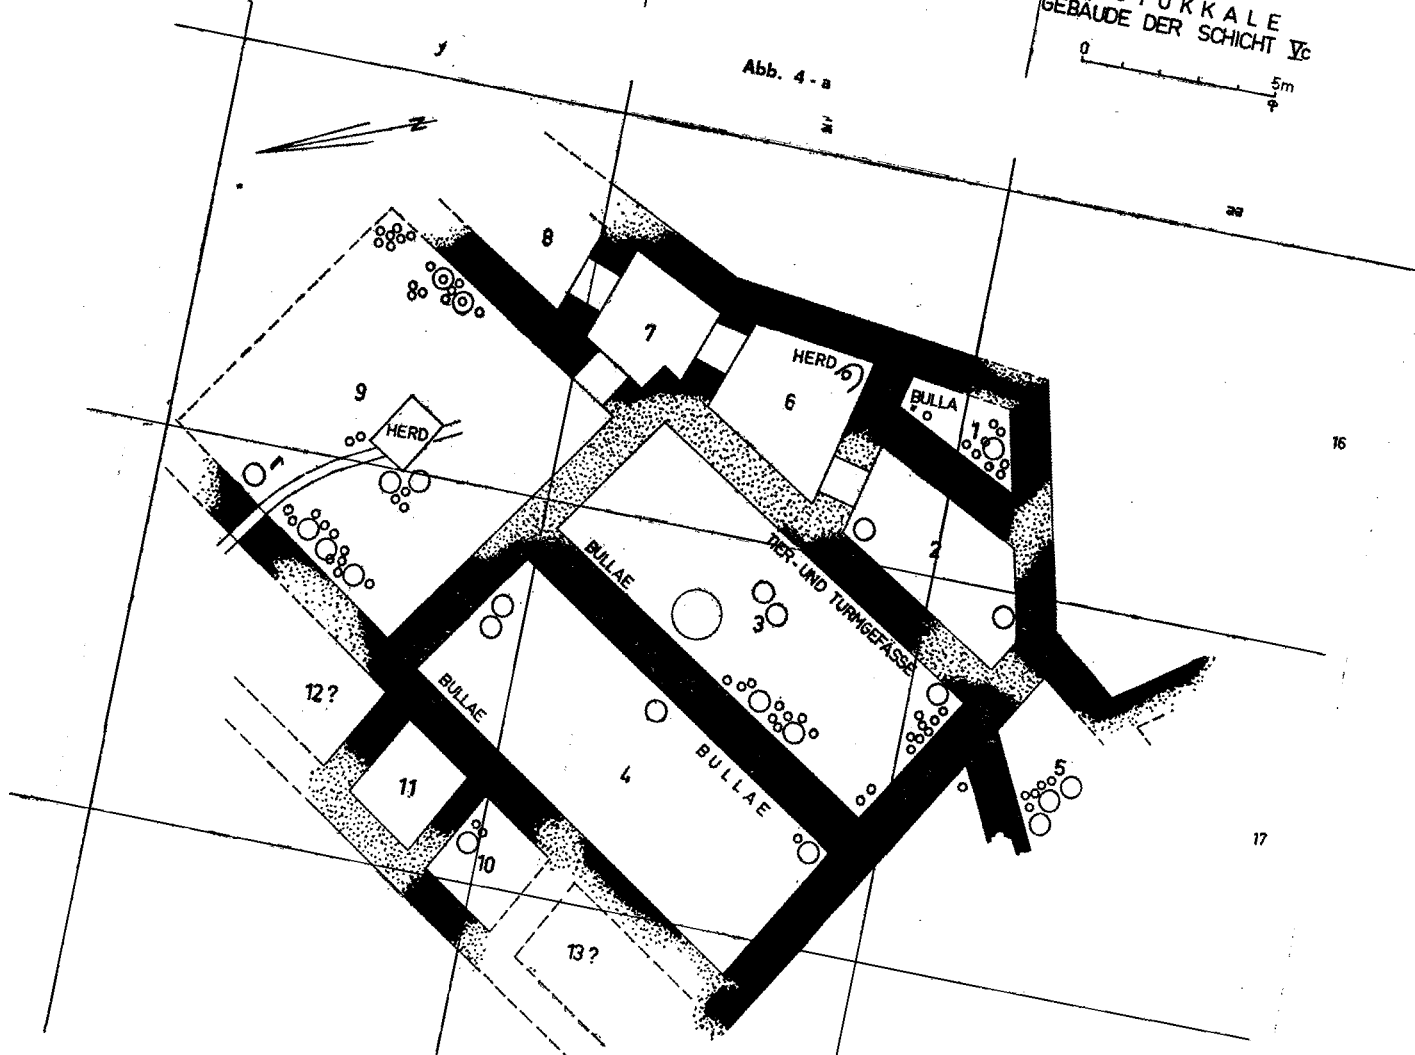 GEBÄUDE DER SCHICHT Vc
0
5m
Abb. 4-a
y
z
aa
N
8
7
HERD
6
BULLA
1
9
HERD
16
2
BULLAE
TIER- UND TURMGEFÄSSE
3
12?
BULLAE
4
BULLAE
5
11
10
17
13?